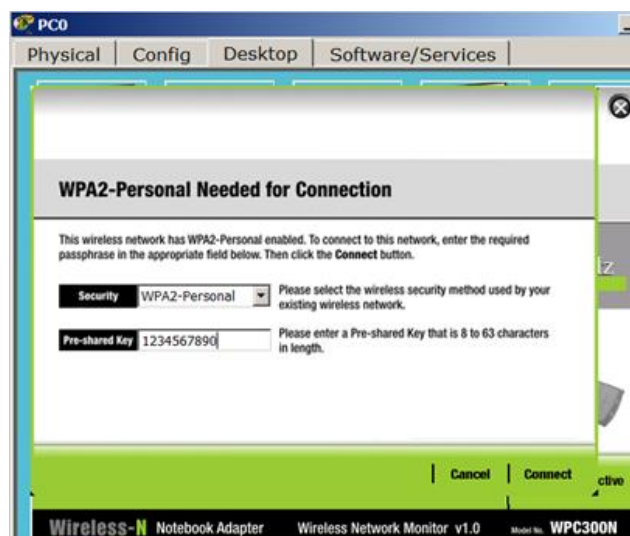 PC0
Physical Config Desktop Software/Services
WPA2-Personal Needed for Connection
This wireless network has WPA2-Personal enabled. To connect to this network, enter the required
passphrase in the appropriate field below. Then click the Connect button.
Security WPA2-Personal Please select the wireless security method used by your
existing wireless network.
Pre-shared Key 1234567890 Please enter a Pre-shared Key that is 8 to 63 characters
in length.
Cancel Connect
Wireless-N Notebook Adapter Wireless Network Monitor v1.0 Model No. WPC300N